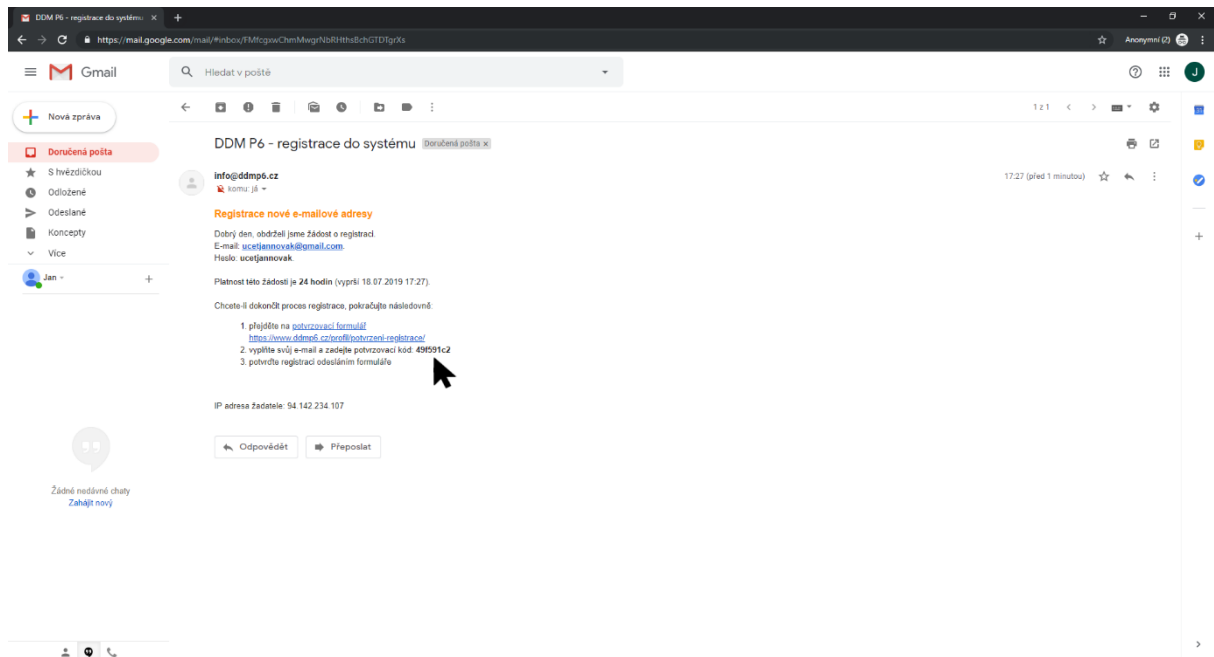 DDM P6 - registrace do systému
https://mail.google.com/mail/#inbox/FMfcgxwChmMwgrNbRHthsBchGTDTgrXs
Anonymní (2)
Gmail
Hledat v poště
J
Nová zpráva
1 z 1
Doručená pošta
S hvězdičkou
Odložené
Odeslané
Koncepty
Více
Jan
DDM P6 - registrace do systému Doručená pošta x
info@ddmp6.cz
17:27 (před 1 minutou)
komu: já
Registrace nové e-mailové adresy
Dobrý den, obdrželi jsme žádost o registraci.
E-mail: ucetjannovak@gmail.com.
Heslo: ucetjannovak.
Platnost této žádosti je 24 hodin (vyprší 18.07.2019 17:27).
Chcete-li dokončit proces registrace, pokračujte následovně:
1. přejděte na potvrzovací formulář
https://www.ddmp6.cz/profil/potvrzeni-registrace/
2. vyplňte svůj e-mail a zadejte potvrzovací kód: 49f591c2
3. potvrďte registraci odesláním formuláře
IP adresa žadatele: 94.142.234.107
Odpovědět
Přeposlat
Žádné nedávné chaty
Zahájit nový